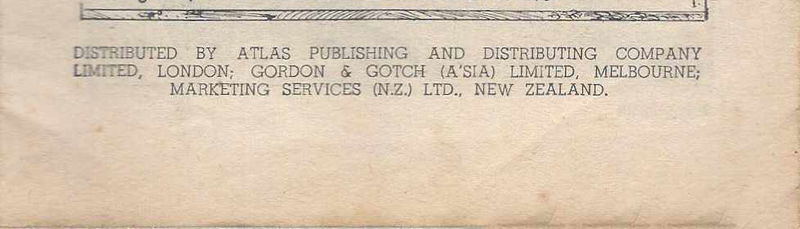 DISTRIBUTED BY ATLAS PUBLISHING AND DISTRIBUTING COMPANY
LIMITED, LONDON; GORDON & GOTCH (A'SIA) LIMITED, MELBOURNE;
MARKETING SERVICES (N.Z.) LTD., NEW ZEALAND.